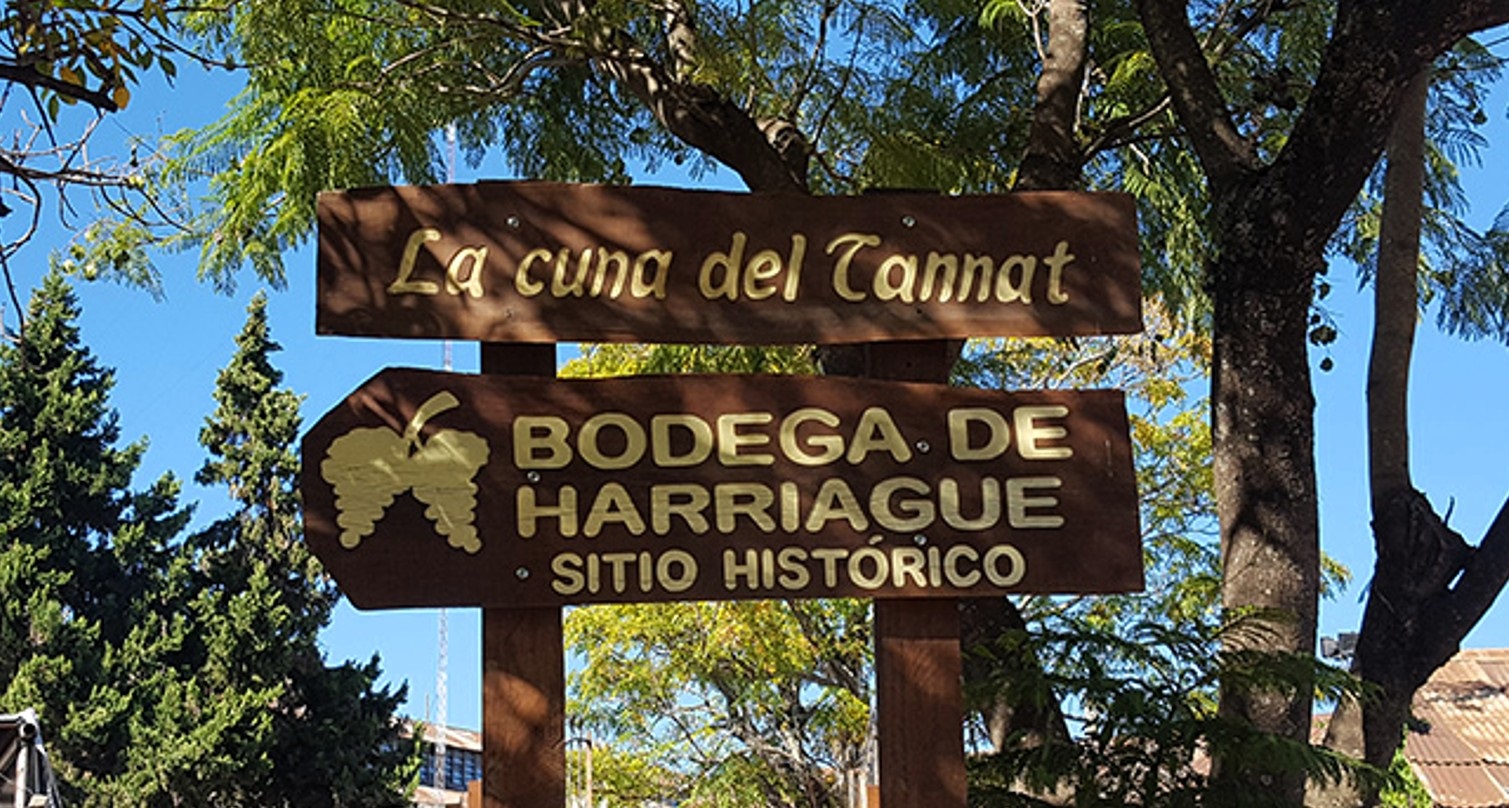 La cuna del Tannat
BODEGA DE
HARRIAGUE
SITIO HISTÓRICO